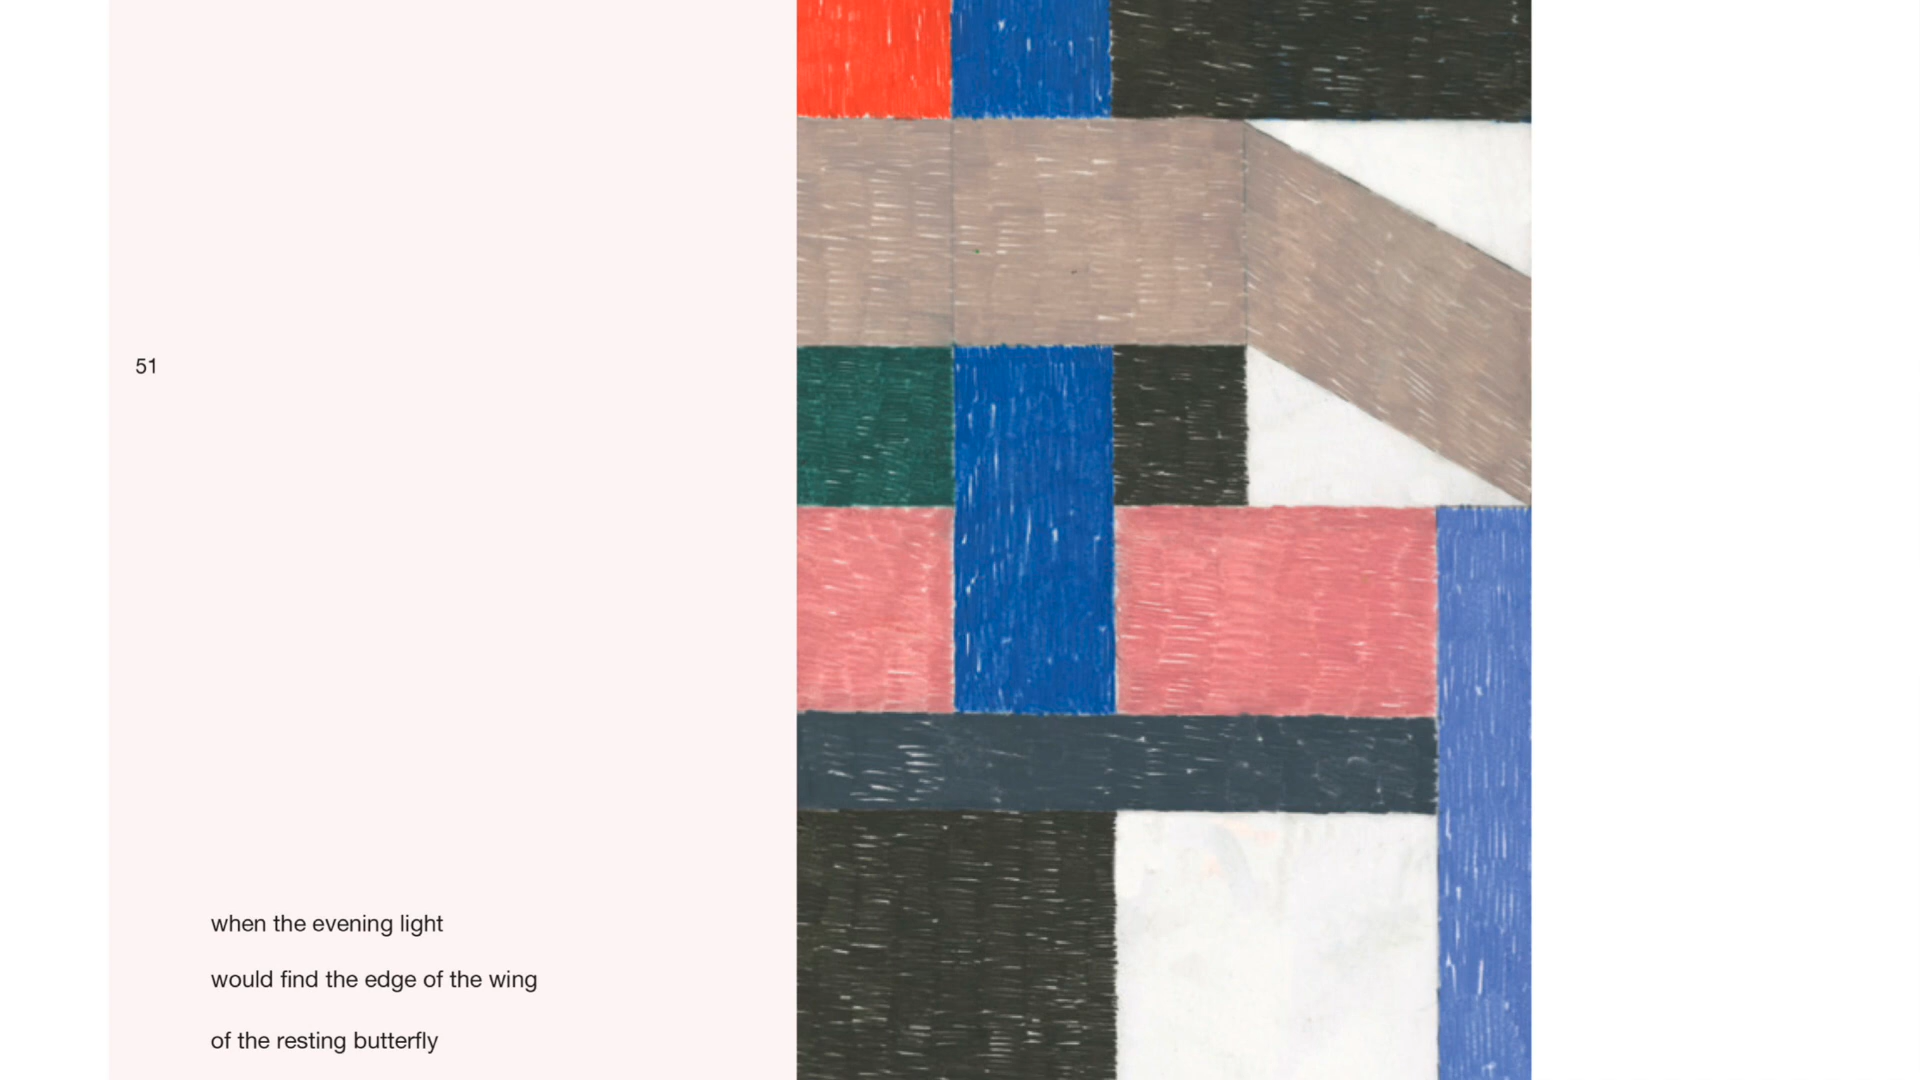 51
when the evening light
would find the edge of the wing
of the resting butterfly